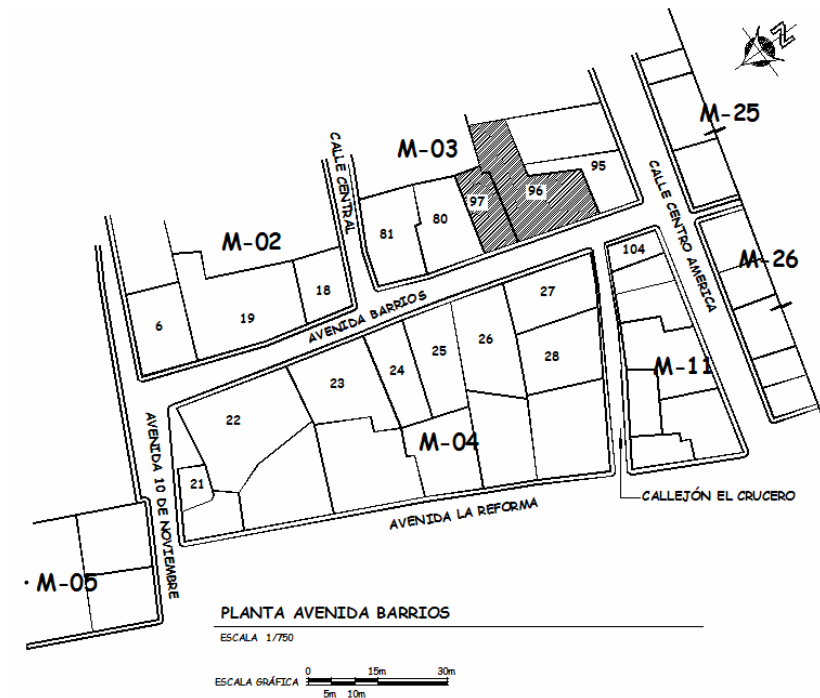 Z
M-25
M-03
CALLE CENTRAL
95
96
97
80
81
CALLE CENTRO AMERICA
M-02
M-26
104
18
6
19
AVENIDA BARRIOS
27
M-11
28
26
25
24
23
22
M-04
21
AVENIDA 10 DE NOVIEMBRE
CALLEJÓN EL CRUCERO
AVENIDA LA REFORMA
M-05
PLANTA AVENIDA BARRIOS
ESCALA 1/750
ESCALA GRÁFICA 0 15m 30m
5m 10m